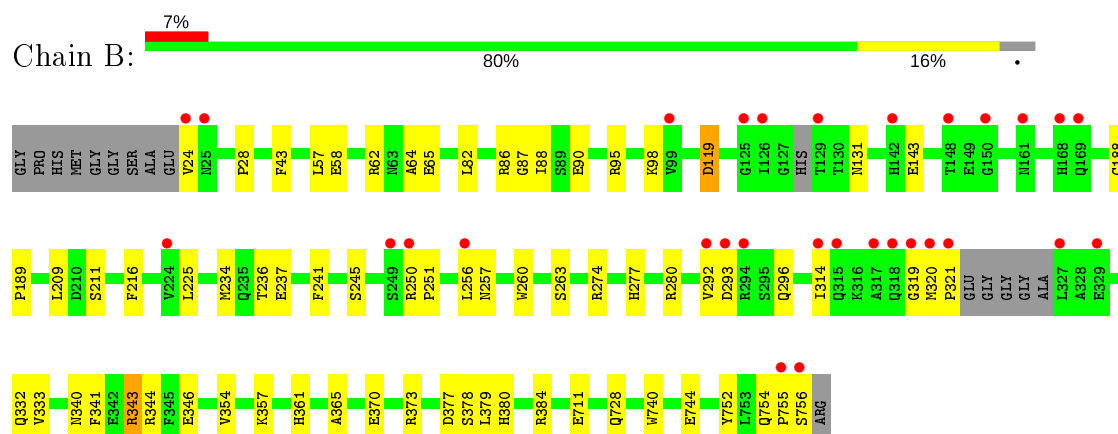 7%
Chain B:
80% 16% •
GLY PRO HIS MET GLY GLY SER ALA GLU V24 N25 P28 F43 L57 E58 R62 N63 A64 E65 L82 R86 G87 I88 S89 E90 R95 K98 V99 D119 G125 I126 G127 HIS T129 T130 N131 H142 E143 T148 E149 G150 N161 H168 Q169 C188
P189 L209 D210 S211 F216 V224 L225 M234 Q235 T236 E237 F241 S245 S249 R250 P251 L256 N257 W260 S263 R274 H277 R280 V292 D293 R294 S295 Q296 I314 Q315 K316 A317 Q318 G319 M320 P321 GLU GLY GLY GLY ALA L327 A328 E329
Q332 V333 N340 F341 E342 R343 R344 F345 E346 V354 K357 H361 A365 E370 R373 D377 S378 L379 H380 R384 E711 Q728 W740 E744 Y752 L753 Q754 P755 S756 ARG